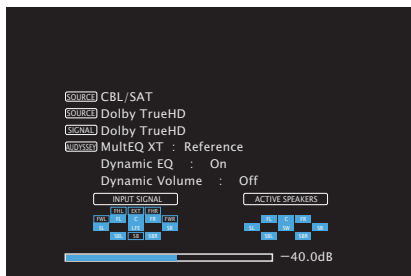 SOURCE CBL/SAT
SOURCE Dolby TrueHD
SIGNAL Dolby TrueHD
AUDYSSEY MultEQ XT : Reference
Dynamic EQ : On
Dynamic Volume : Off
INPUT SIGNAL ACTIVE SPEAKERS
FHL EXT FHR
FWL FL C FR FWR FL C FR
SL LFE SR SL SW SR
SBL SB SBR SBL SBR
−40.0dB